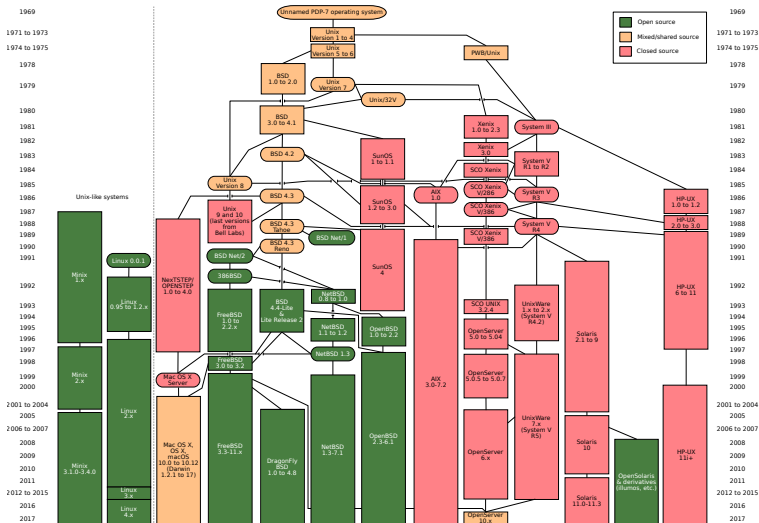 1969
1971 to 1973
1974 to 1975
1978
1979
1980
1981
1982
1983
1984
1985
1986
1987
1988
1989
1990
1991
1992
1993
1994
1995
1996
1997
1998
1999
2000
2001 to 2004
2005
2006 to 2007
2008
2009
2010
2011
2012 to 2015
2016
2017
Unix-like systems
Minix
1.x
Minix
2.x
Minix
3.1.0-3.4.0
Linux 0.0.1
Linux
0.95 to 1.2.x
Linux
2.x
Linux
3.x
Linux
4.x
Unnamed PDP-7 operating system
Unix
Version 1 to 4
Unix
Version 5 to 6
PWB/Unix
BSD
1.0 to 2.0
Unix
Version 7
Unix/32V
BSD
3.0 to 4.1
Xenix
1.0 to 2.3
System III
Xenix
3.0
SunOS
1 to 1.1
BSD 4.2
System V
R1 to R2
SCO Xenix
Unix
Version 8
SCO Xenix
V/286
AIX
1.0
System V
R3
BSD 4.3
HP-UX
1.0 to 1.2
SunOS
1.2 to 3.0
SCO Xenix
V/386
Unix
9 and 10
(last versions
from
Bell Labs)
HP-UX
2.0 to 3.0
BSD 4.3
Tahoe
System V
R4
BSD Net/1
SCO Xenix
V/386
BSD 4.3
Reno
BSD Net/2
SunOS
4
HP-UX
6 to 11
NexTSTEP/
OPENSTEP
1.0 to 4.0
386BSD
NetBSD
0.8 to 1.0
BSD
4.4-Lite
&
Lite Release 2
FreeBSD
1.0 to
2.2.x
SCO UNIX
3.2.4
UnixWare
1.x to 2.x
(System V
R4.2)
NetBSD
1.1 to 1.2
OpenBSD
1.0 to 2.2
OpenServer
5.0 to 5.04
Solaris
2.1 to 9
NetBSD 1.3
FreeBSD
3.0 to 3.2
Mac OS X
Server
OpenServer
5.0.5 to 5.0.7
AIX
3.0-7.2
UnixWare
7.x
(System V
R5)
Mac OS X,
OS X,
macOS
10.0 to 10.12
(Darwin
1.2.1 to 17)
FreeBSD
3.3-11.x
DragonFly
BSD
1.0 to 4.8
NetBSD
1.3-7.1
OpenBSD
2.3-6.1
OpenServer
6.x
OpenServer
10.x
Solaris
10
Solaris
11.0-11.3
OpenSolaris
& derivatives
(illumos, etc.)
HP-UX
11i+
Open source
Mixed/shared source
Closed source
1969
1971 to 1973
1974 to 1975
1978
1979
1980
1981
1982
1983
1984
1985
1986
1987
1988
1989
1990
1991
1992
1993
1994
1995
1996
1997
1998
1999
2000
2001 to 2004
2005
2006 to 2007
2008
2009
2010
2011
2012 to 2015
2016
2017